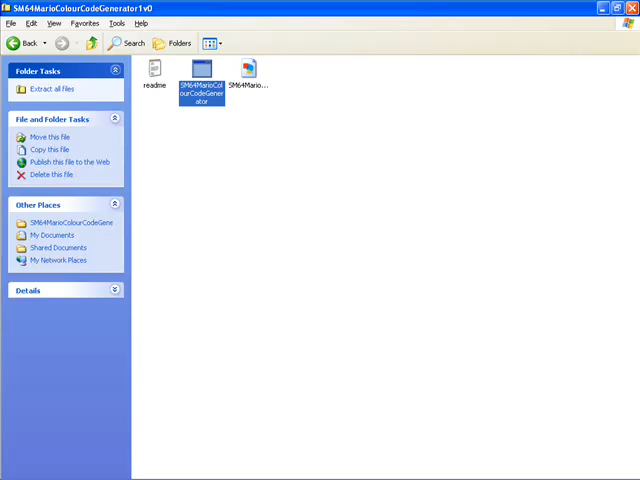 SM64MarioColourCodeGenerator1v0
File Edit View Favorites Tools Help
Back Search Folders
Folder Tasks
Extract all files
File and Folder Tasks
Move this file
Copy this file
Publish this file to the Web
Delete this file
Other Places
SM64MarioColourCodeGene
My Documents
Shared Documents
My Network Places
Details
readme
SM64MarioCol
ourCodeGener
ator
SM64Mario...